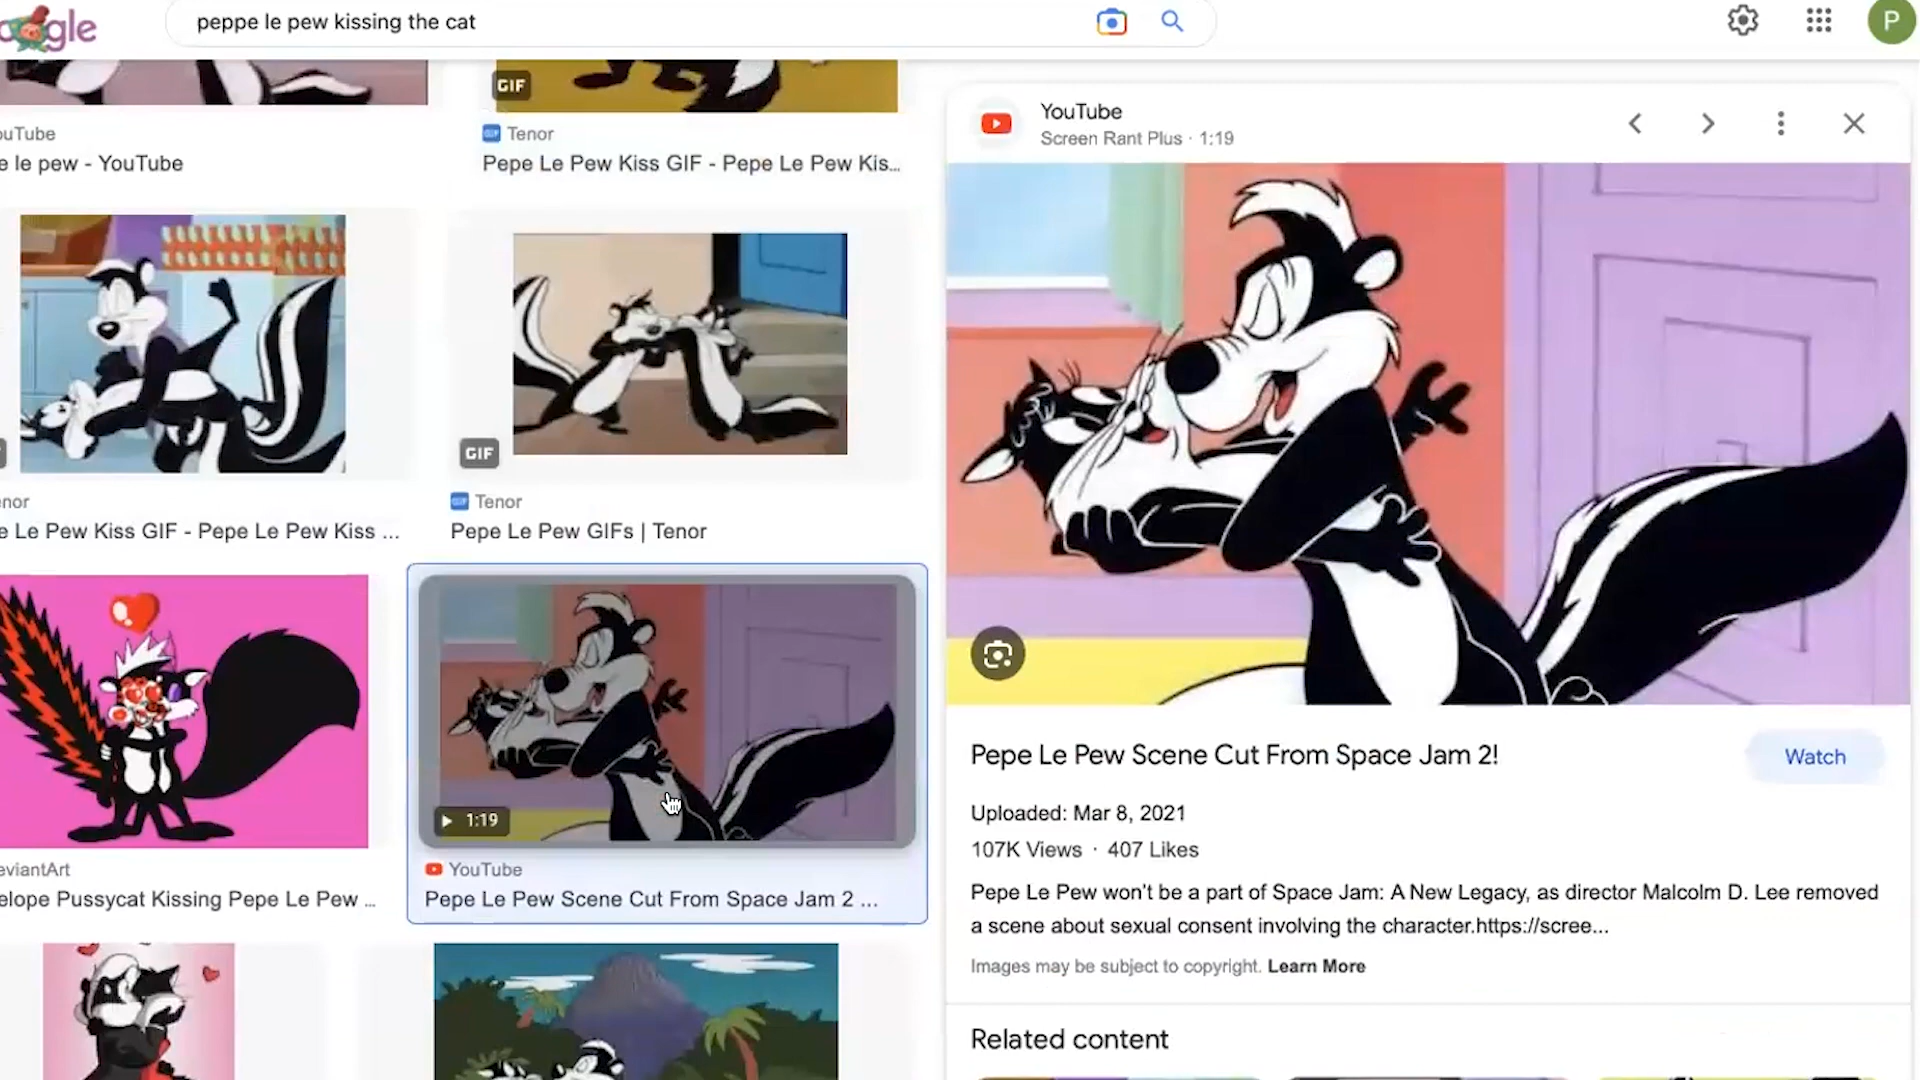 oogle
peppe le pew kissing the cat
P
GIF
YouTube
Screen Rant Plus · 1:19
ouTube
e le pew - YouTube
GIF Tenor
Pepe Le Pew Kiss GIF - Pepe Le Pew Kis...
GIF
enor
e Le Pew Kiss GIF - Pepe Le Pew Kiss ...
GIF Tenor
Pepe Le Pew GIFs | Tenor
1:19
eviantArt
elope Pussycat Kissing Pepe Le Pew ...
YouTube
Pepe Le Pew Scene Cut From Space Jam 2 ...
Pepe Le Pew Scene Cut From Space Jam 2!
Watch
Uploaded: Mar 8, 2021
107K Views · 407 Likes
Pepe Le Pew won't be a part of Space Jam: A New Legacy, as director Malcolm D. Lee removed
a scene about sexual consent involving the character.https://scree...
Images may be subject to copyright. Learn More
Related content